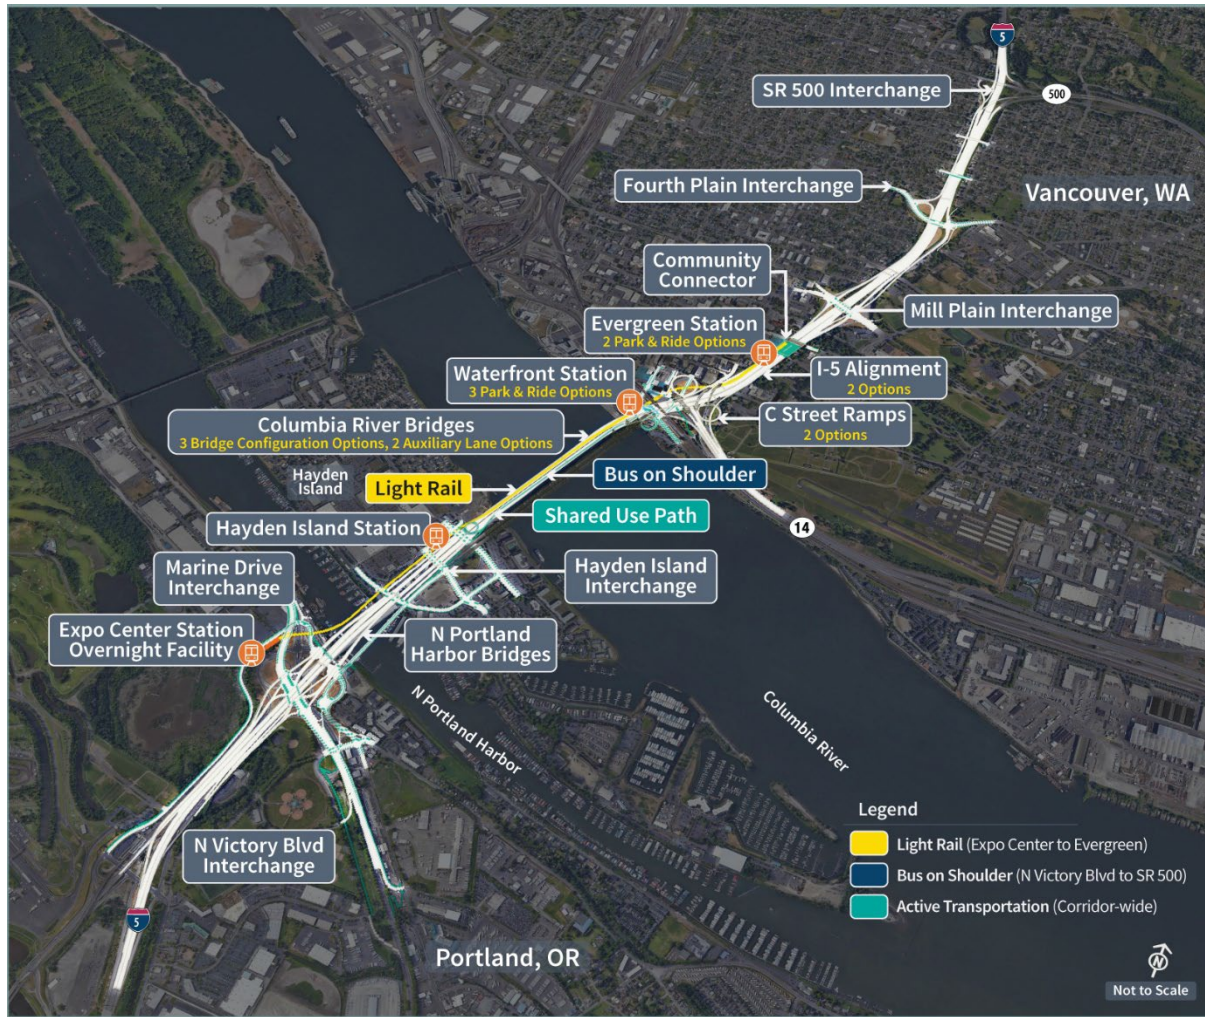 5
SR 500 Interchange
500
Fourth Plain Interchange
Vancouver, WA
Community
Connector
Mill Plain Interchange
Evergreen Station
2 Park & Ride Options
I-5 Alignment
2 Options
Waterfront Station
3 Park & Ride Options
C Street Ramps
2 Options
Columbia River Bridges
3 Bridge Configuration Options, 2 Auxiliary Lane Options
Hayden
Island
Light Rail
Bus on Shoulder
Shared Use Path
14
Hayden Island Station
Marine Drive
Interchange
Hayden Island
Interchange
Expo Center Station
Overnight Facility
N Portland
Harbor Bridges
N Portland Harbor
Columbia River
N Victory Blvd
Interchange
5
Portland, OR
Legend
Light Rail (Expo Center to Evergreen)
Bus on Shoulder (N Victory Blvd to SR 500)
Active Transportation (Corridor-wide)
N
Not to Scale